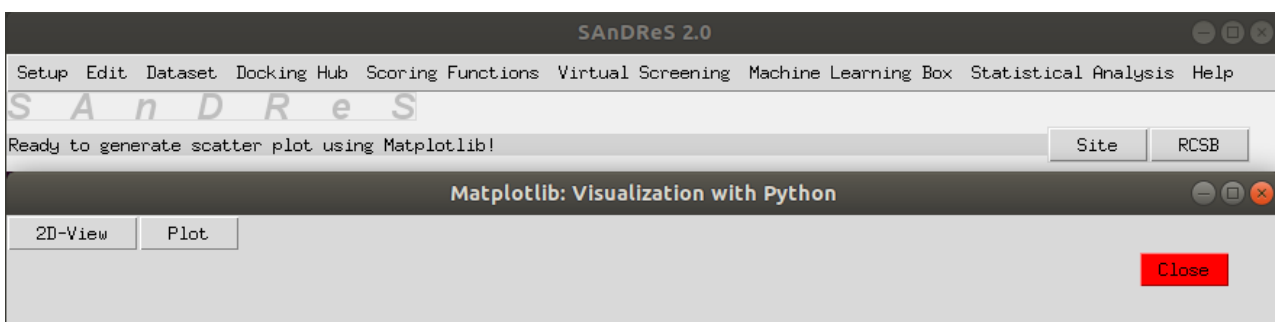 SAnDReS 2.0
Setup Edit Dataset Docking Hub Scoring Functions Virtual Screening Machine Learning Box Statistical Analysis Help
S A n D R e S
Ready to generate scatter plot using Matplotlib! Site RCSB
Matplotlib: Visualization with Python
2D-View Plot
Close